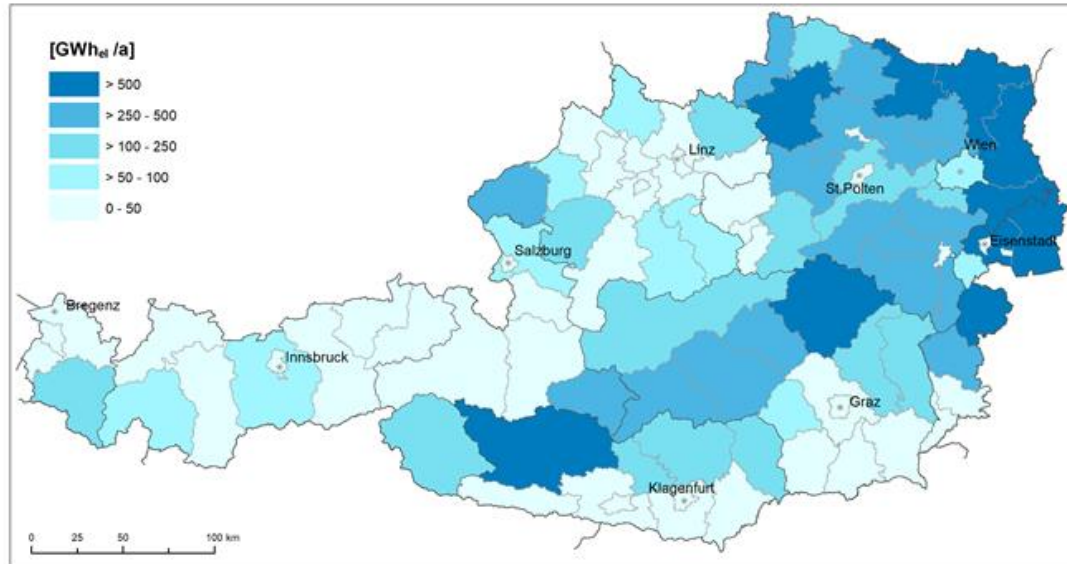 [GWhel /a]
> 500
> 250 - 500
> 100 - 250
> 50 - 100
0 - 50
Linz
Wien
St.Pölten
Eisenstadt
Salzburg
Bregenz
Innsbruck
Graz
Klagenfurt
0 25 50 100 km